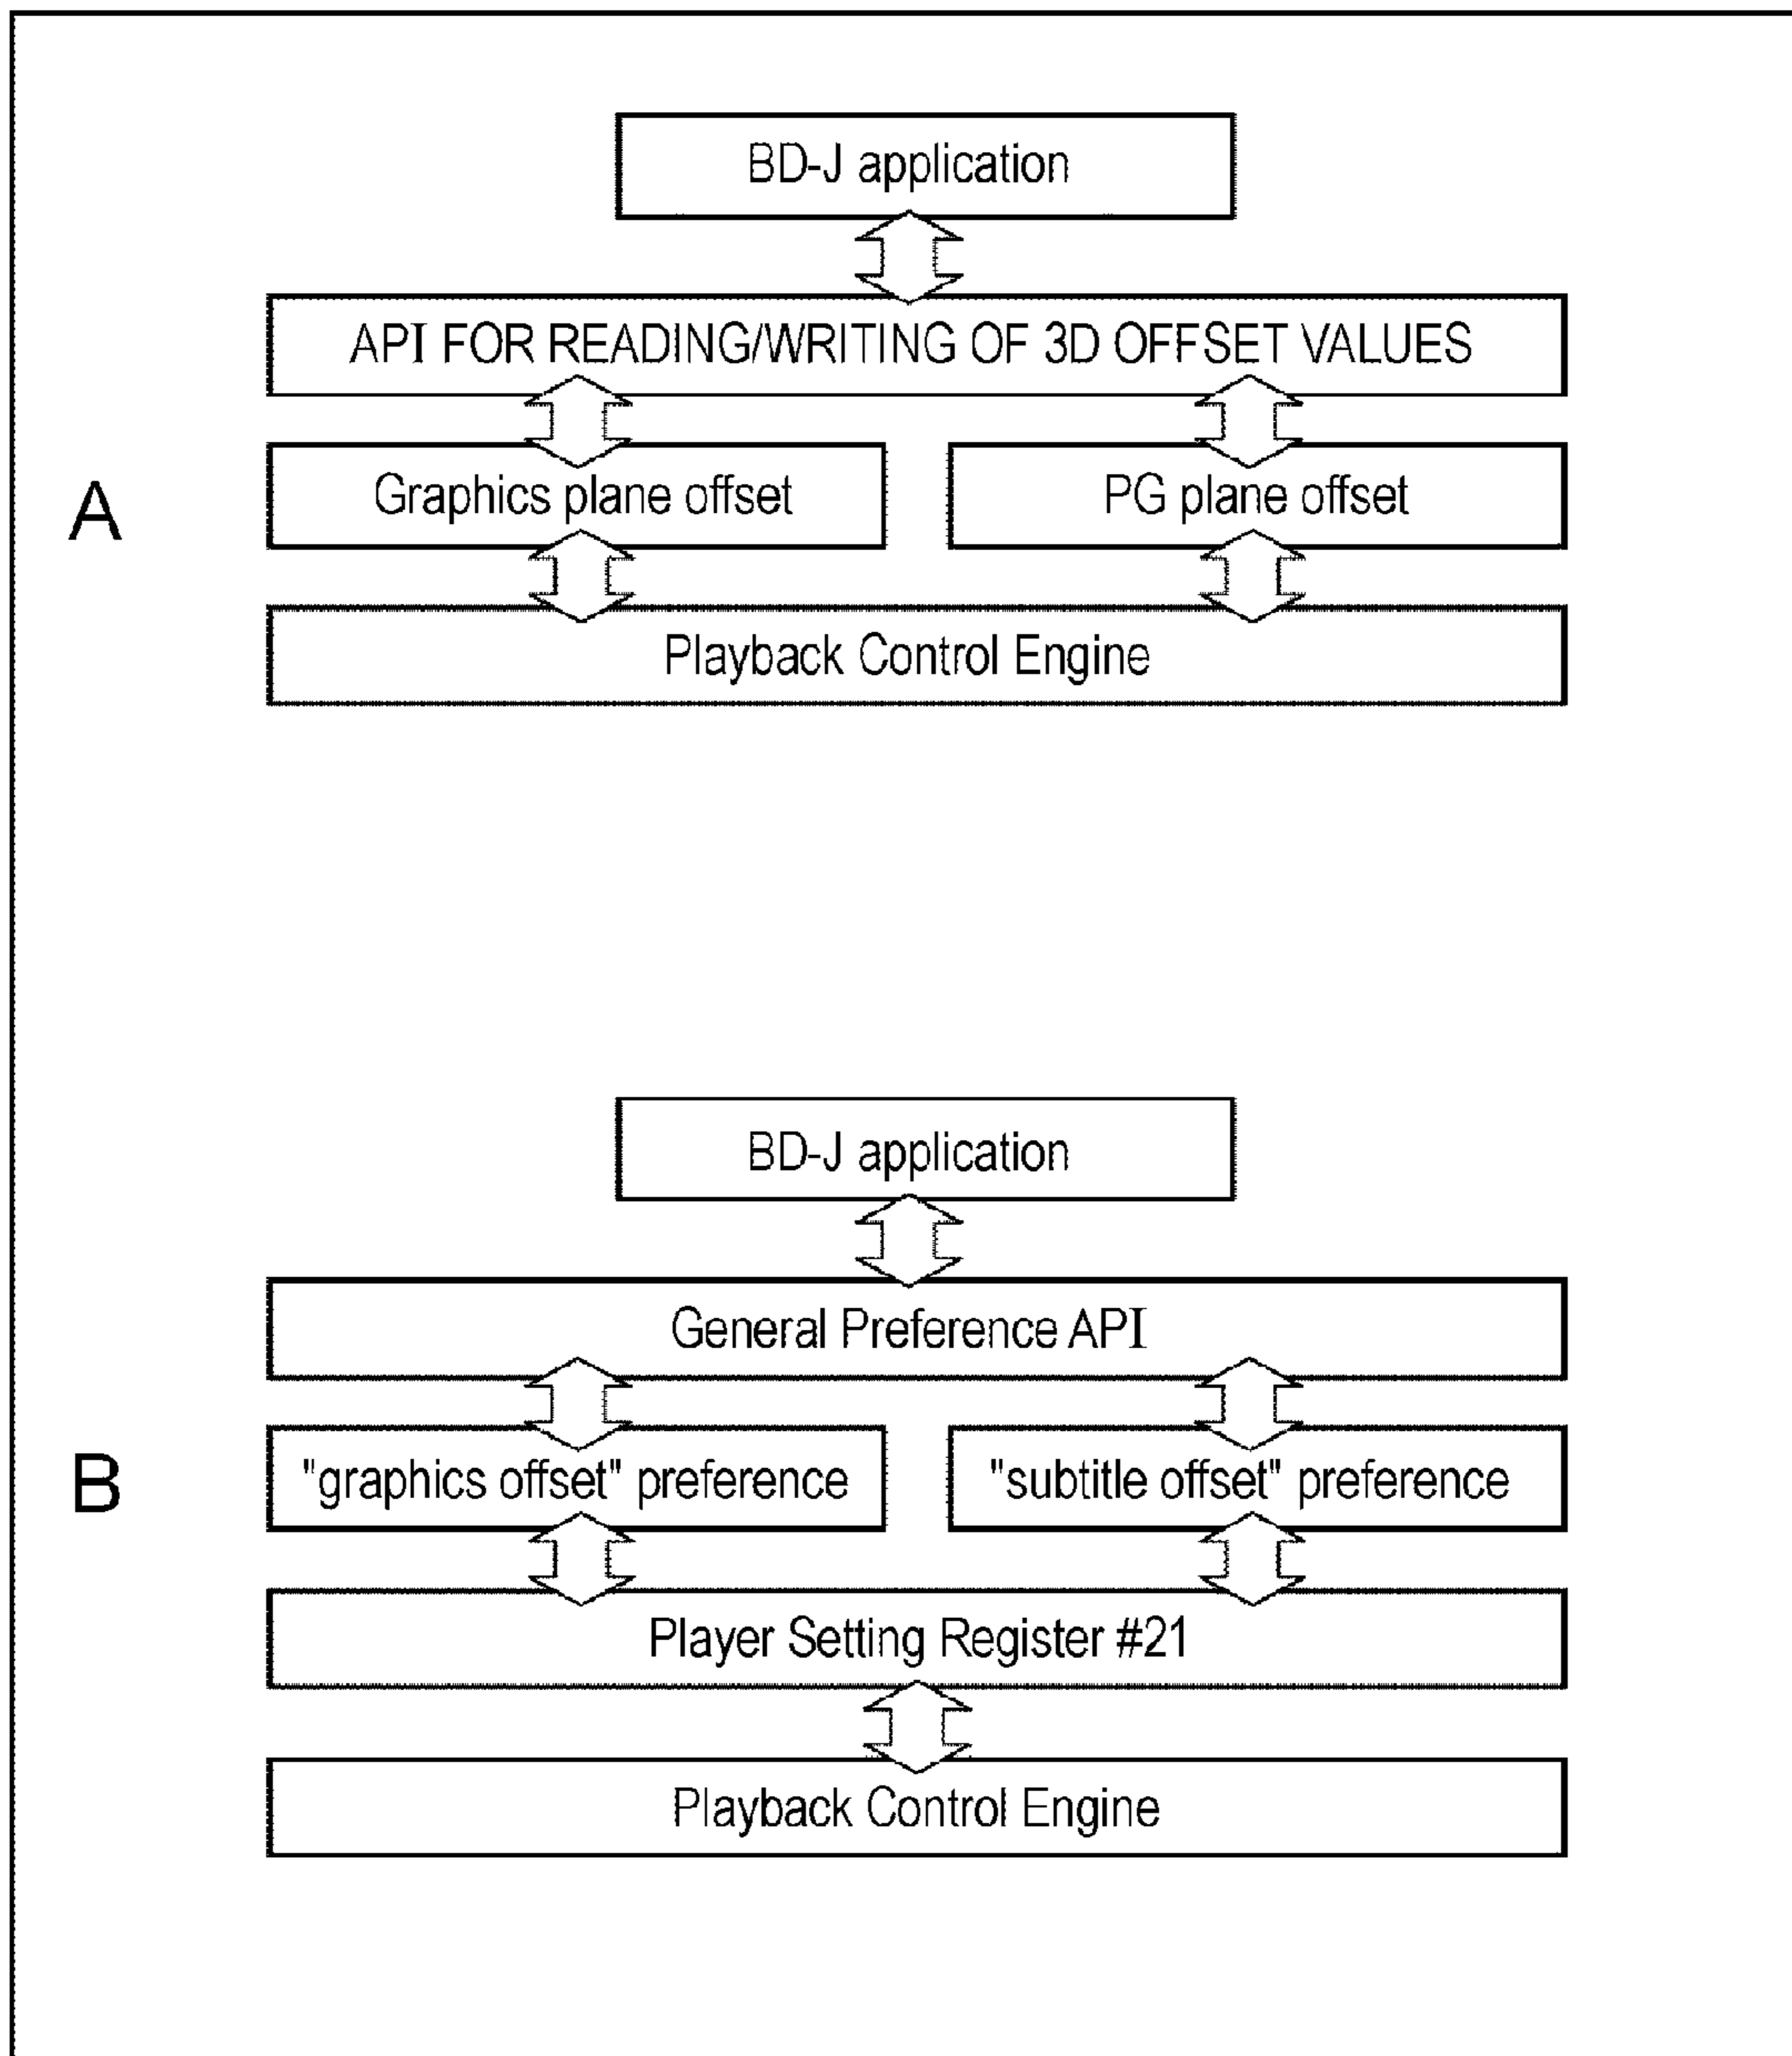 BD-J application
API FOR READING/WRITING OF 3D OFFSET VALUES
A
Graphics plane offset
PG plane offset
Playback Control Engine
BD-J application
General Preference API
B
"graphics offset" preference
"subtitle offset" preference
Player Setting Register #21
Playback Control Engine